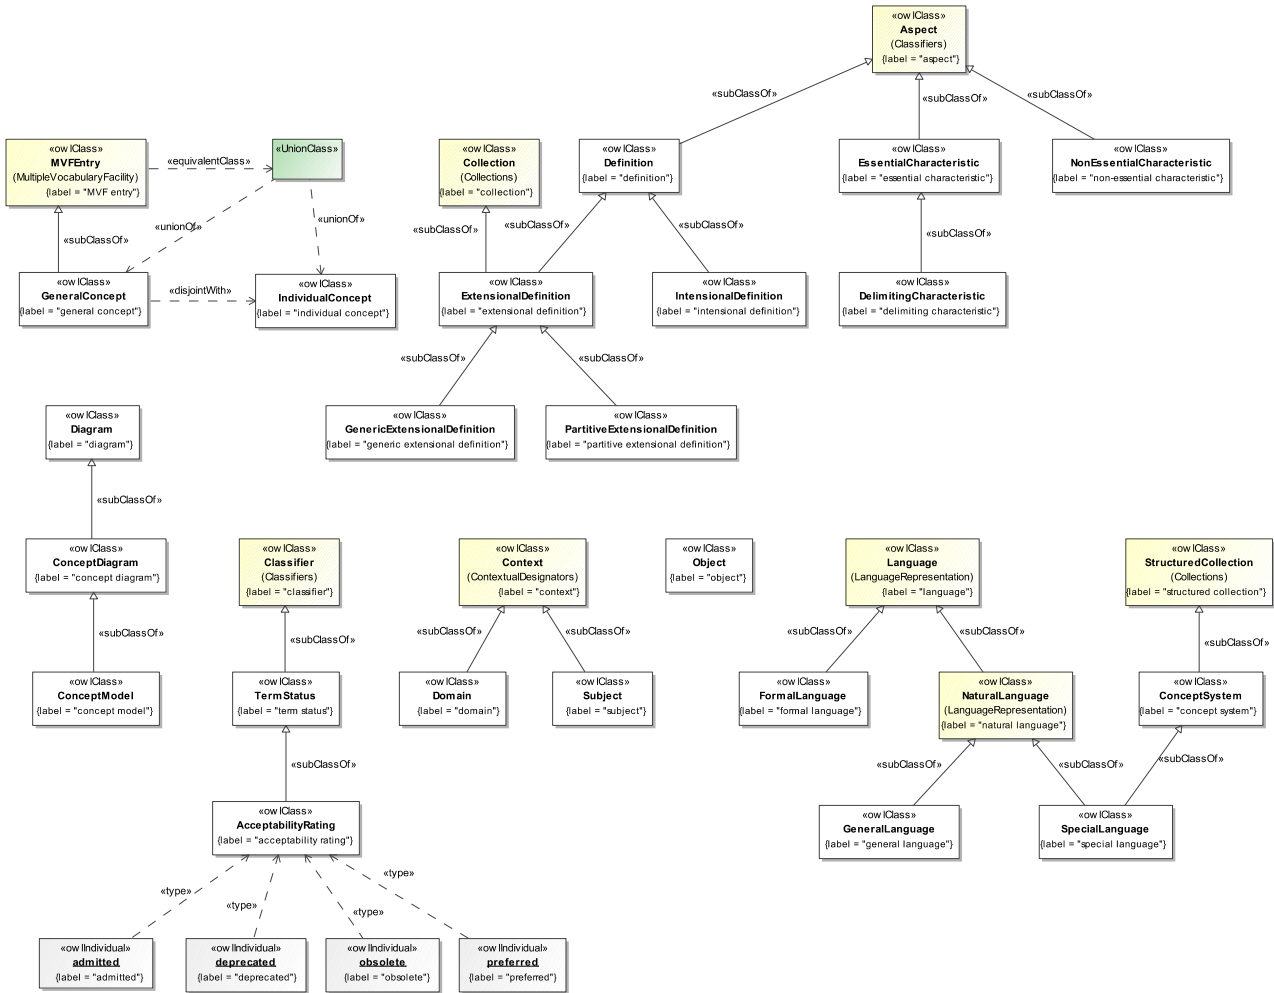 «owlClass»
Aspect
(Classifiers)
{label = "aspect"}
«subClassOf»
«subClassOf»
«subClassOf»
«owlClass»
MVFEntry
(MultipleVocabularyFacility)
{label = "MVF entry"}
«equivalentClass»
«UnionClass»
«owlClass»
Collection
(Collections)
{label = "collection"}
«owlClass»
Definition
{label = "definition"}
«owlClass»
EssentialCharacteristic
{label = "essential characteristic"}
«owlClass»
NonEssentialCharacteristic
{label = "non-essential characteristic"}
«subClassOf»
«unionOf»
«unionOf»
«subClassOf»
«subClassOf»
«subClassOf»
«subClassOf»
«owlClass»
GeneralConcept
{label = "general concept"}
«disjointWith»
«owlClass»
IndividualConcept
{label = "individual concept"}
«owlClass»
ExtensionalDefinition
{label = "extensional definition"}
«owlClass»
IntensionalDefinition
{label = "intensional definition"}
«owlClass»
DelimitingCharacteristic
{label = "delimiting characteristic"}
«subClassOf»
«subClassOf»
«owlClass»
Diagram
{label = "diagram"}
«owlClass»
GenericExtensionalDefinition
{label = "generic extensional definition"}
«owlClass»
PartitiveExtensionalDefinition
{label = "partitive extensional definition"}
«subClassOf»
«owlClass»
ConceptDiagram
{label = "concept diagram"}
«owlClass»
Classifier
(Classifiers)
{label = "classifier"}
«owlClass»
Context
(ContextualDesignators)
{label = "context"}
«owlClass»
Object
{label = "object"}
«owlClass»
Language
(LanguageRepresentation)
{label = "language"}
«owlClass»
StructuredCollection
(Collections)
{label = "structured collection"}
«subClassOf»
«subClassOf»
«subClassOf»
«subClassOf»
«subClassOf»
«subClassOf»
«subClassOf»
«owlClass»
ConceptModel
{label = "concept model"}
«owlClass»
TermStatus
{label = "term status"}
«owlClass»
Domain
{label = "domain"}
«owlClass»
Subject
{label = "subject"}
«owlClass»
FormalLanguage
{label = "formal language"}
«owlClass»
NaturalLanguage
(LanguageRepresentation)
{label = "natural language"}
«owlClass»
ConceptSystem
{label = "concept system"}
«subClassOf»
«subClassOf»
«subClassOf»
«subClassOf»
«owlClass»
AcceptabilityRating
{label = "acceptability rating"}
«owlClass»
GeneralLanguage
{label = "general language"}
«owlClass»
SpecialLanguage
{label = "special language"}
«type»
«type»
«type»
«type»
«owlIndividual»
admitted
{label = "admitted"}
«owlIndividual»
deprecated
{label = "deprecated"}
«owlIndividual»
obsolete
{label = "obsolete"}
«owlIndividual»
preferred
{label = "preferred"}